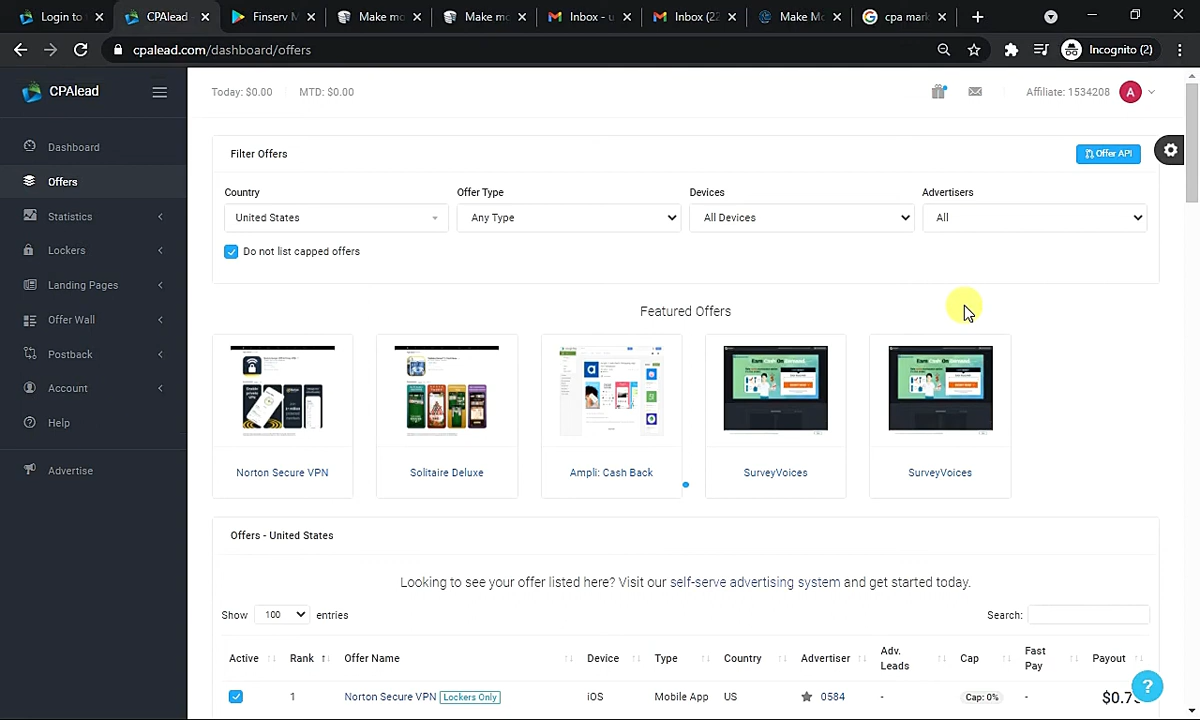 Login to
CPAlead
Finserv M
Make mo
Make mo
Inbox - u
Inbox (22
Make Mo
cpa mark
cpalead.com/dashboard/offers
Incognito (2)
CPAlead
Today: $0.00
MTD: $0.00
Affiliate: 1534208
A
Dashboard
Offers
Statistics
Lockers
Landing Pages
Offer Wall
Postback
Account
Help
Advertise
Filter Offers
Offer API
Country
Offer Type
Devices
Advertisers
United States
Any Type
All Devices
All
Do not list capped offers
Featured Offers
Norton Secure VPN
Solitaire Deluxe
Ampli: Cash Back
SurveyVoices
SurveyVoices
Offers - United States
Looking to see your offer listed here? Visit our self-serve advertising system and get started today.
Show 100 entries
Search:
Active
Rank
Offer Name
Device
Type
Country
Advertiser
Adv. Leads
Cap
Fast Pay
Payout
1
Norton Secure VPN Lockers Only
iOS
Mobile App
US
0584
-
Cap: 0%
-
?